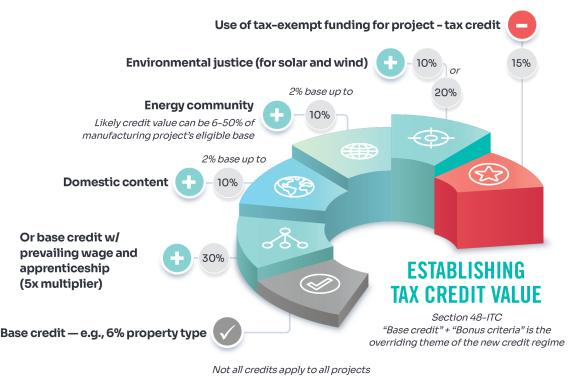 Use of tax-exempt funding for project – tax credit
15%
Environmental justice (for solar and wind)
10%
or
20%
2% base up to
Energy community
10%
Likely credit value can be 6–50% of
manufacturing project's eligible base
2% base up to
Domestic content
10%
Or base credit w/
prevailing wage and
apprenticeship
(5x multiplier)
30%
Base credit — e.g., 6% property type
ESTABLISHING
TAX CREDIT VALUE
Section 48-ITC
"Base credit" + "Bonus criteria" is the
overriding theme of the new credit regime
Not all credits apply to all projects